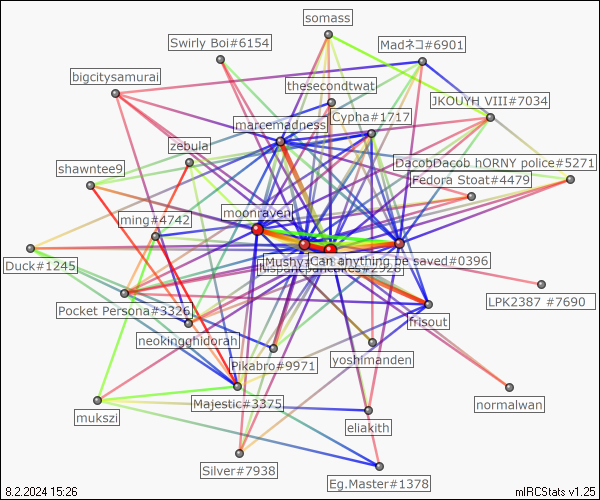 somass
Swirly Boi#6154
Madネコ#6901
bigcitysamurai
thesecondtwat
JKOUYH VIII#7034
Cypha#1717
marcemadness
zebula
DacobDacob hORNY police#5271
shawntee9
Fedora Stoat#4479
moonraven
ming#4742
Mushy
Can anything be saved#0396
Duck#1245
LPK2387 #7690
Pocket Persona#3326
frisout
neokingghidorah
yoshimanden
Pikabro#9971
Majestic#3375
normalwan
mukszi
eliakith
Silver#7938
Eg.Master#1378
8.2.2024 15:26
mIRCStats v1.25